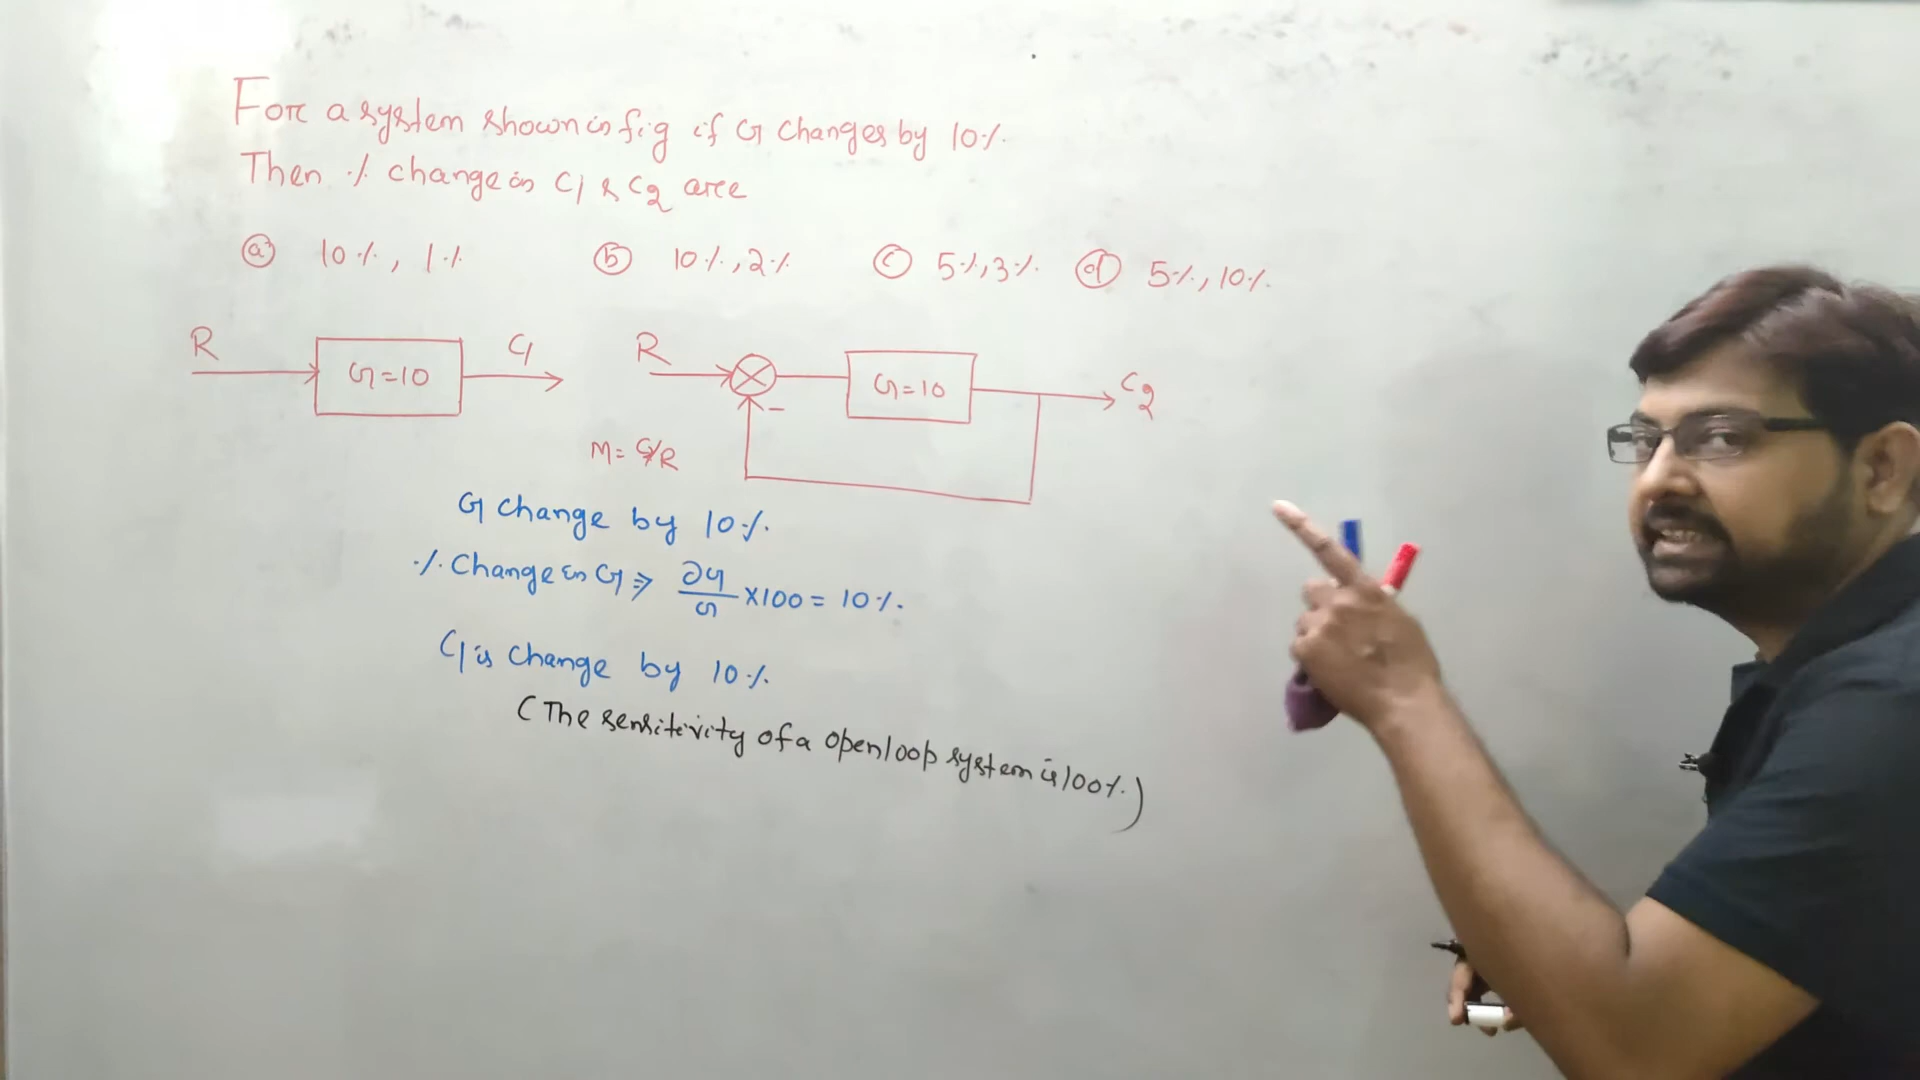 For a system shown in fig if G changes by 10%.
Then % change in C1 & C2 are
(a) 10%, 1% (b) 10%, 2% (c) 5%, 3% (d) 5%, 10%.
R G=10 C1 R G=10 C2
-
M= C/R
G change by 10%.
% Change in G ⇒ ∂G/G ×100 = 10%.
C1 is change by 10%.
(The sensitivity of a openloop system is 100%.)